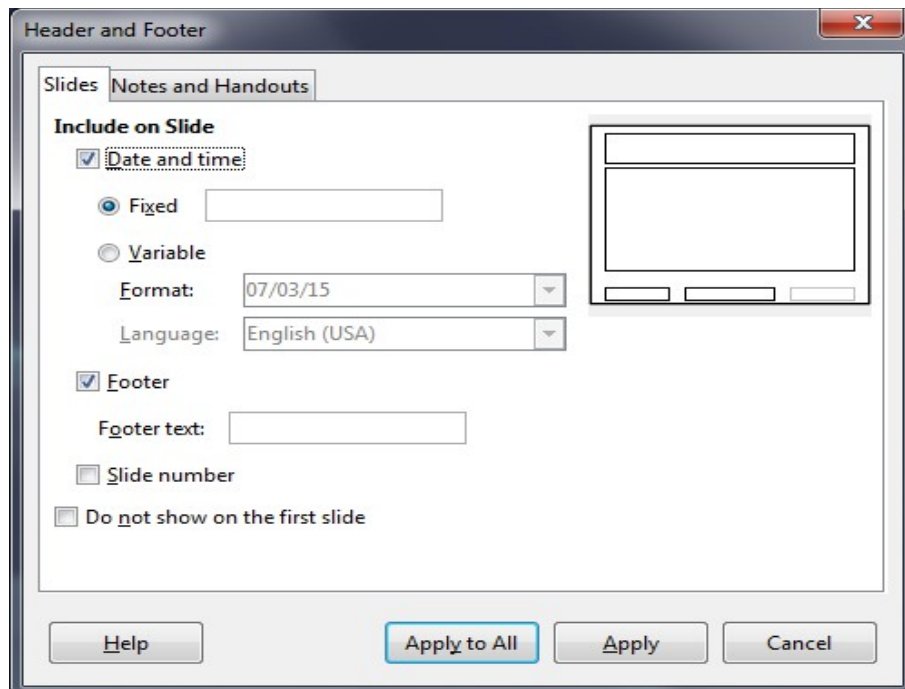 Header and Footer
Slides Notes and Handouts
Include on Slide
Date and time
Fixed
Variable
Format: 07/03/15
Language: English (USA)
Footer
Footer text:
Slide number
Do not show on the first slide
Help Apply to All Apply Cancel